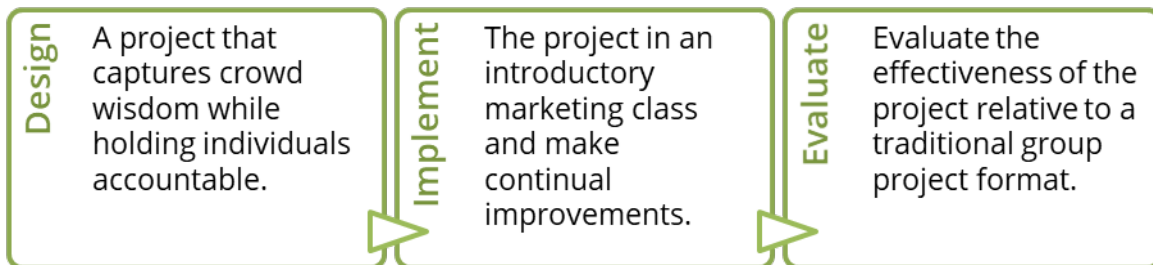 Design
A project that
captures crowd
wisdom while
holding individuals
accountable.
Implement
The project in an
introductory
marketing class
and make
continual
improvements.
Evaluate
Evaluate the
effectiveness of the
project relative to a
traditional group
project format.